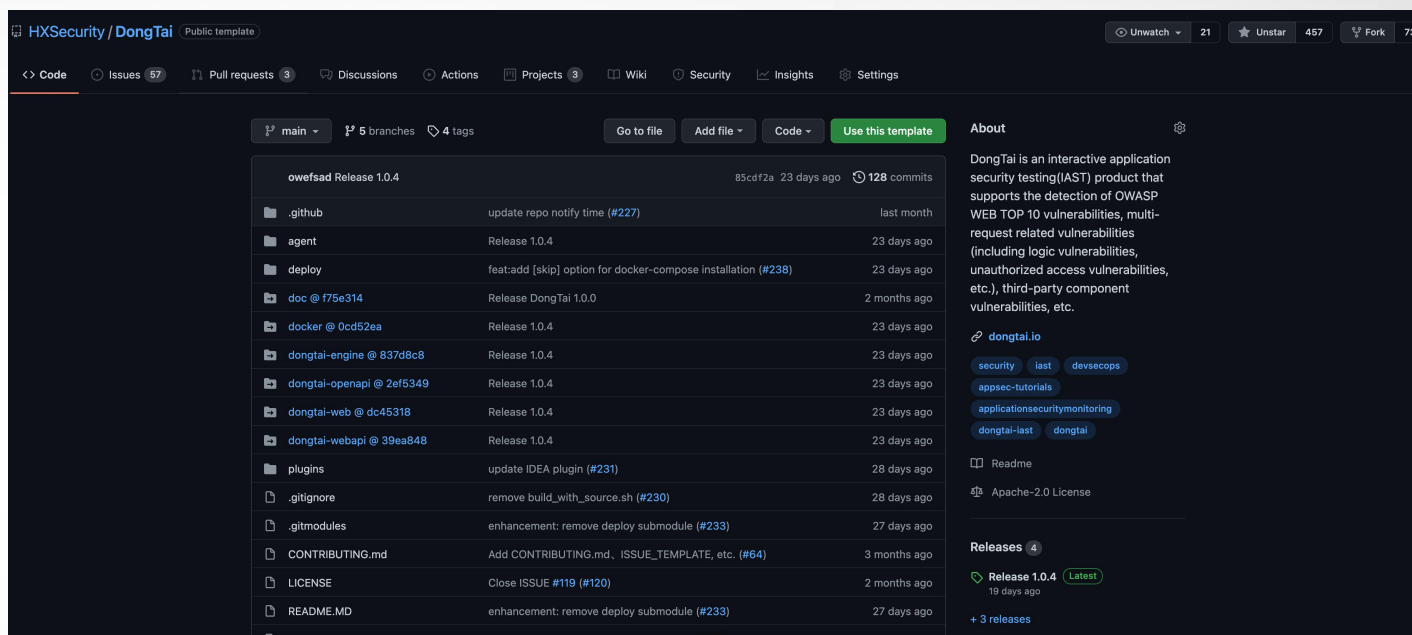 HXSecurity / DongTai Public template
Unwatch 21 Unstar 457 Fork
Code Issues 57 Pull requests 3 Discussions Actions Projects 3 Wiki Security Insights Settings
main 5 branches 4 tags Go to file Add file Code Use this template
owefsad Release 1.0.4 85cdf2a 23 days ago 128 commits
.github update repo notify time (#227) last month
agent Release 1.0.4 23 days ago
deploy feat:add [skip] option for docker-compose installation (#238) 23 days ago
doc @ f75e314 Release DongTai 1.0.0 2 months ago
docker @ 0cd52ea Release 1.0.4 23 days ago
dongtai-engine @ 837d8c8 Release 1.0.4 23 days ago
dongtai-openapi @ 2ef5349 Release 1.0.4 23 days ago
dongtai-web @ dc45318 Release 1.0.4 23 days ago
dongtai-webapi @ 39ea848 Release 1.0.4 23 days ago
plugins update IDEA plugin (#231) 28 days ago
.gitignore remove build_with_source.sh (#230) 28 days ago
.gitmodules enhancement: remove deploy submodule (#233) 27 days ago
CONTRIBUTING.md Add CONTRIBUTING.md、ISSUE_TEMPLATE, etc. (#64) 3 months ago
LICENSE Close ISSUE #119 (#120) 2 months ago
README.MD enhancement: remove deploy submodule (#233) 27 days ago
About
DongTai is an interactive application
security testing(IAST) product that
supports the detection of OWASP
WEB TOP 10 vulnerabilities, multi-
request related vulnerabilities
(including logic vulnerabilities,
unauthorized access vulnerabilities,
etc.), third-party component
vulnerabilities, etc.
dongtai.io
security iast devsecops
appsec-tutorials
applicationsecuritymonitoring
dongtai-iast dongtai
Readme
Apache-2.0 License
Releases 4
Release 1.0.4 Latest
19 days ago
+ 3 releases